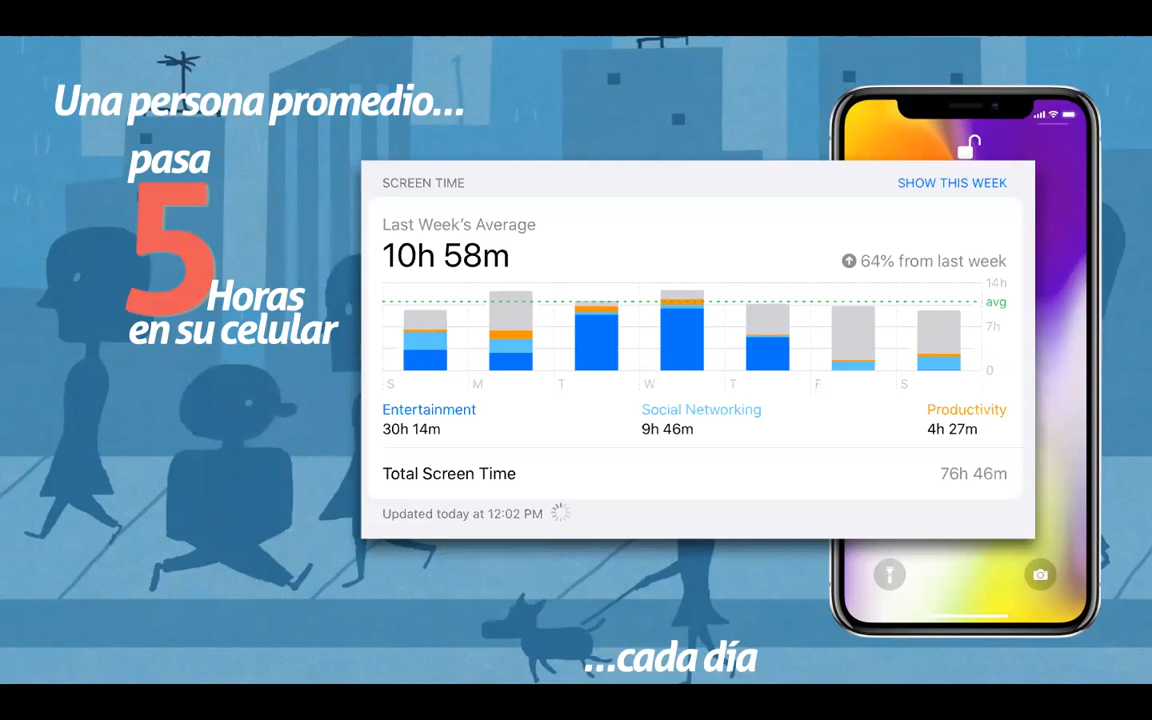 Una persona promedio...
pasa
5
Horas
en su celular
SCREEN TIME
SHOW THIS WEEK
Last Week's Average
10h 58m
64% from last week
14h
avg
7h
0
S M T W T F S
Entertainment Social Networking Productivity
30h 14m 9h 46m 4h 27m
Total Screen Time 76h 46m
Updated today at 12:02 PM
...cada día